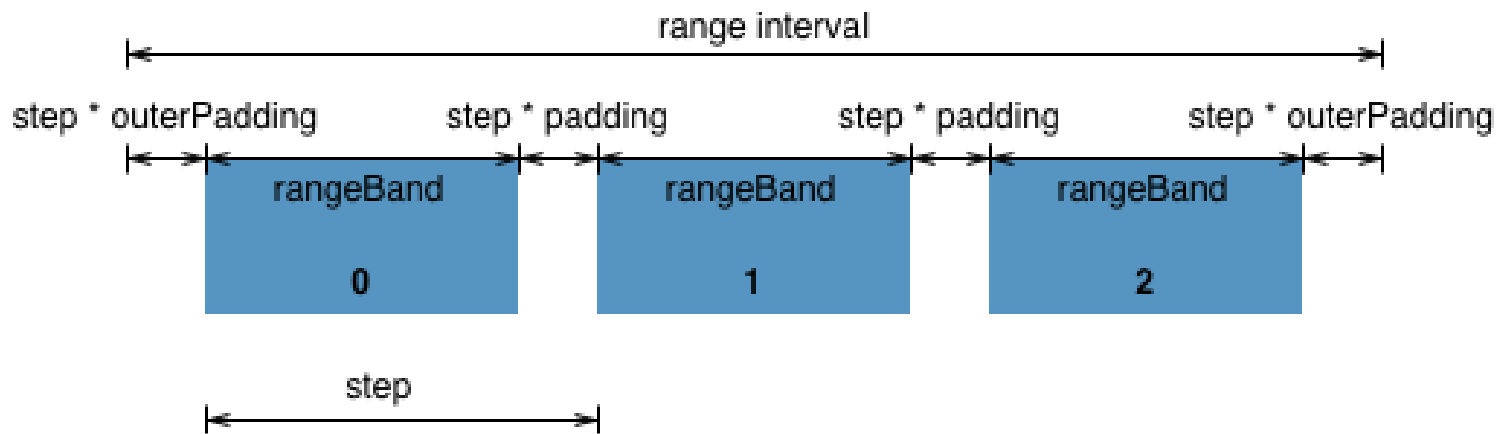 range interval
step * outerPadding step * padding step * padding step * outerPadding
rangeBand rangeBand rangeBand
0 1 2
step